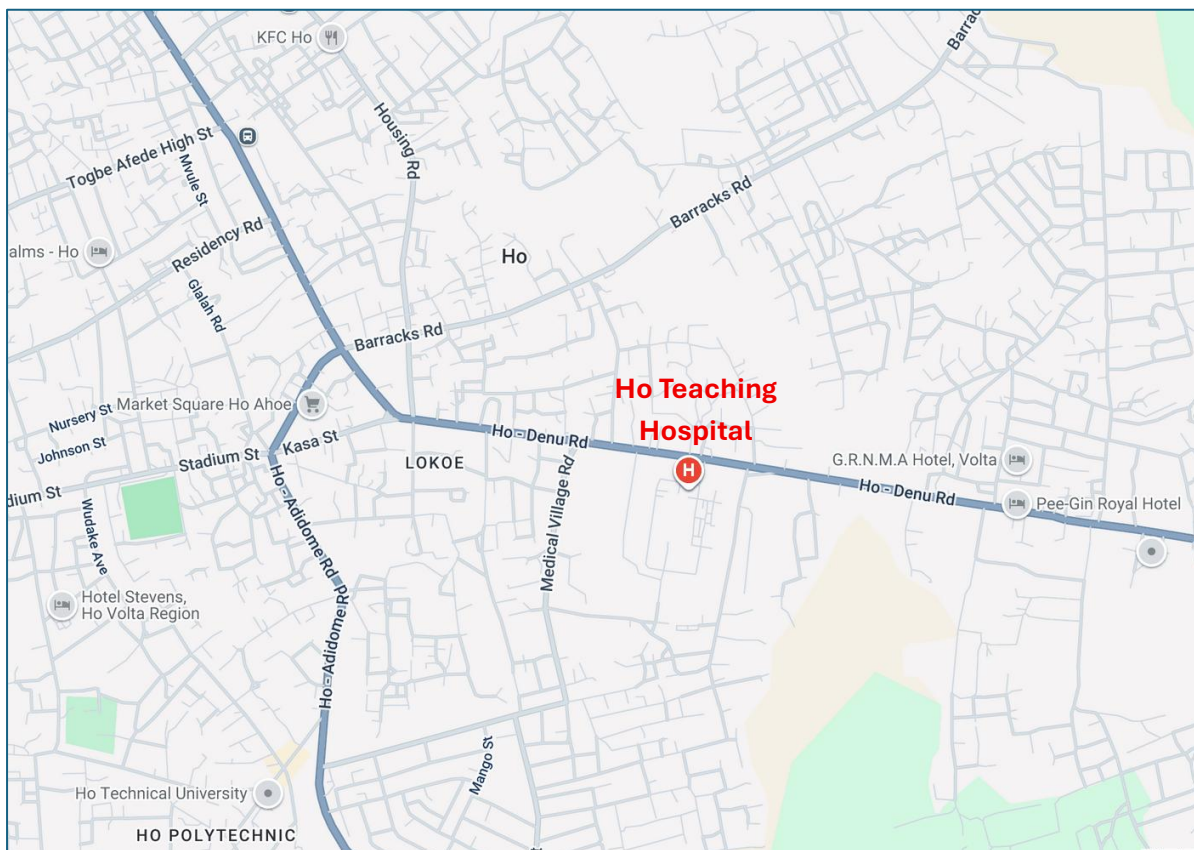 KFC Ho
Barrac
Housing Rd
Togbe Afede High St
Mvule St
Barracks Rd
Residency Rd
alms - Ho
Ho
Glalah Rd
Barracks Rd
Ho Teaching
Hospital
Market Square Ho Ahoe
Nursery St
Johnson St
Kasa St
Ho - Denu Rd
Stadium St
LOKOE
G.R.N.M.A Hotel, Volta
dium St
Ho - Denu Rd
H
Pee-Gin Royal Hotel
Wudake Ave
Ho - Adidome Rd
Medical Village Rd
Hotel Stevens,
Ho Volta Region
Ho - Adidome Rd
Mango St
Ho Technical University
HO POLYTECHNIC